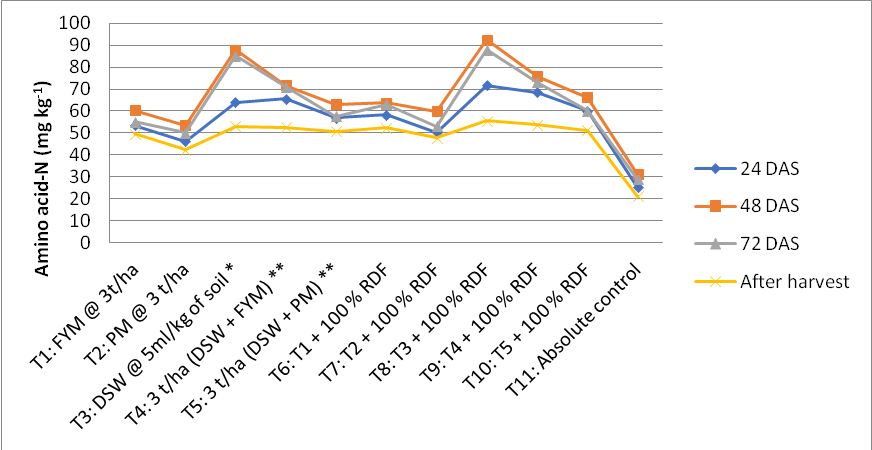 Amino acid-N (mg kg⁻¹)
100
90
80
70
60
50
40
30
20
10
0
T1: FYM @ 3t/ha
T2: PM @ 3 t/ha
T3: DSW @ 5ml/kg of soil *
T4: 3 t/ha (DSW + FYM) **
T5: 3 t/ha (DSW + PM) **
T6: T1 + 100 % RDF
T7: T2 + 100% RDF
T8: T3 + 100% RDF
T9: T4 + 100% RDF
T10: T5 + 100% RDF
T11: Absolute control
24 DAS
48 DAS
72 DAS
After harvest